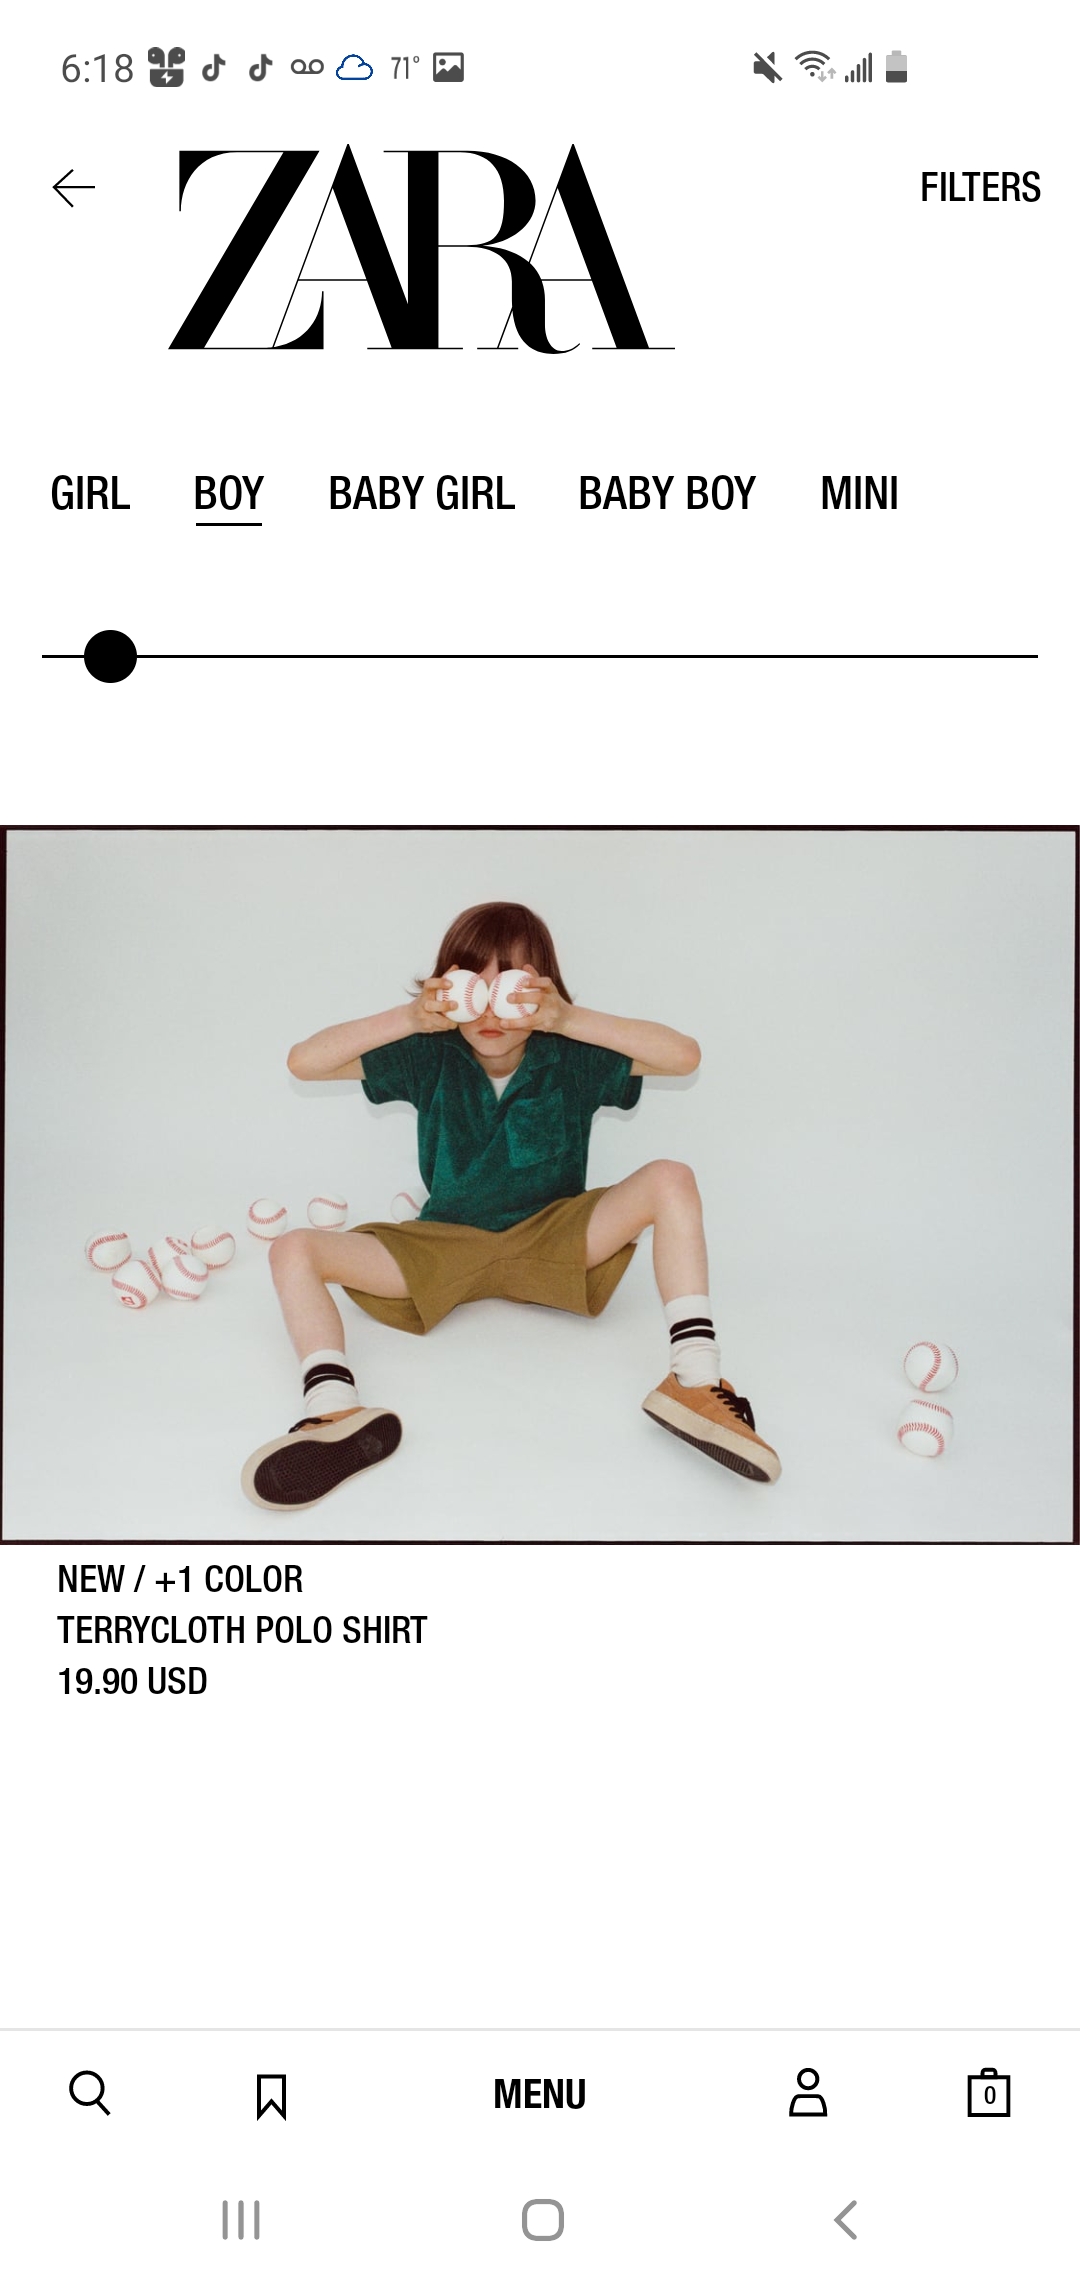 6:18 71°
ZARA
FILTERS
GIRL BOY BABY GIRL BABY BOY MINI
NEW / +1 COLOR
TERRYCLOTH POLO SHIRT
19.90 USD
MENU
0